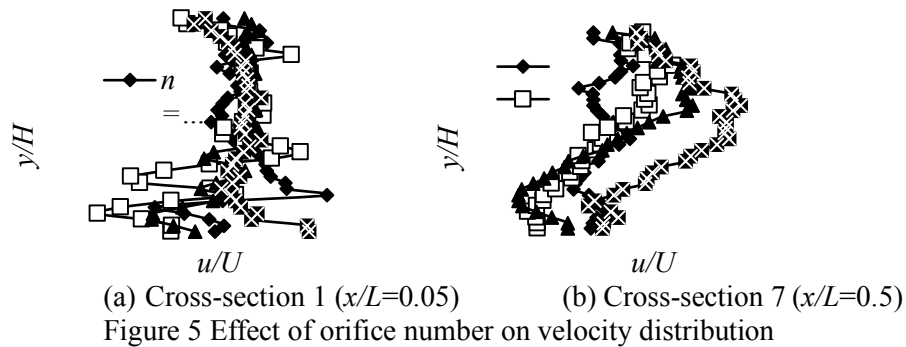 n
=...
y/H
y/H
u/U
u/U
(a) Cross-section 1 (x/L=0.05)
(b) Cross-section 7 (x/L=0.5)
Figure 5 Effect of orifice number on velocity distribution